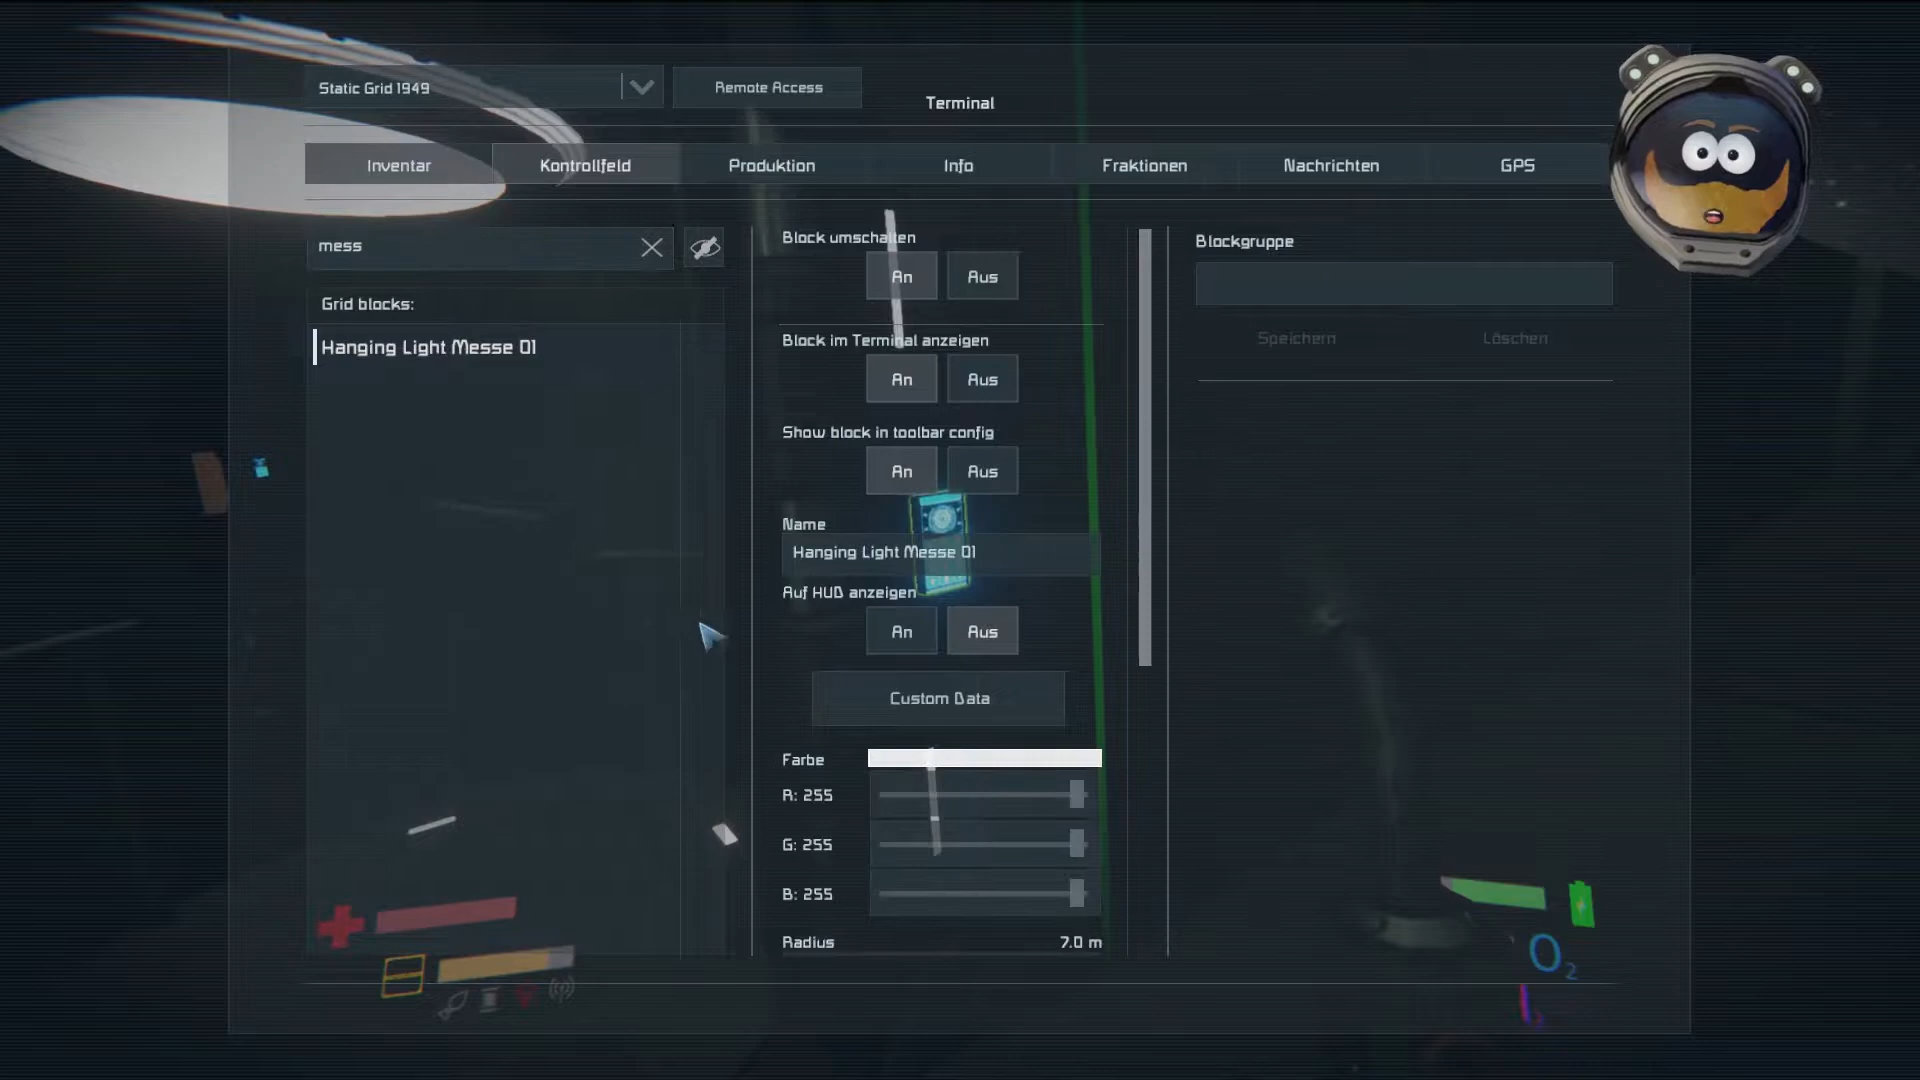 Static Grid 1949
Remote Access
Terminal
Inventar
Kontrollfeld
Produktion
Info
Fraktionen
Nachrichten
GPS
mess
Grid blocks:
Hanging Light Messe 01
Block umschalten
An
Aus
Block im Terminal anzeigen
An
Aus
Show block in toolbar config
An
Aus
Name
Hanging Light Messe 01
Auf HUD anzeigen
An
Aus
Custom Data
Farbe
R: 255
G: 255
B: 255
Radius
7.0 m
Blockgruppe
Speichern
Löschen
O2